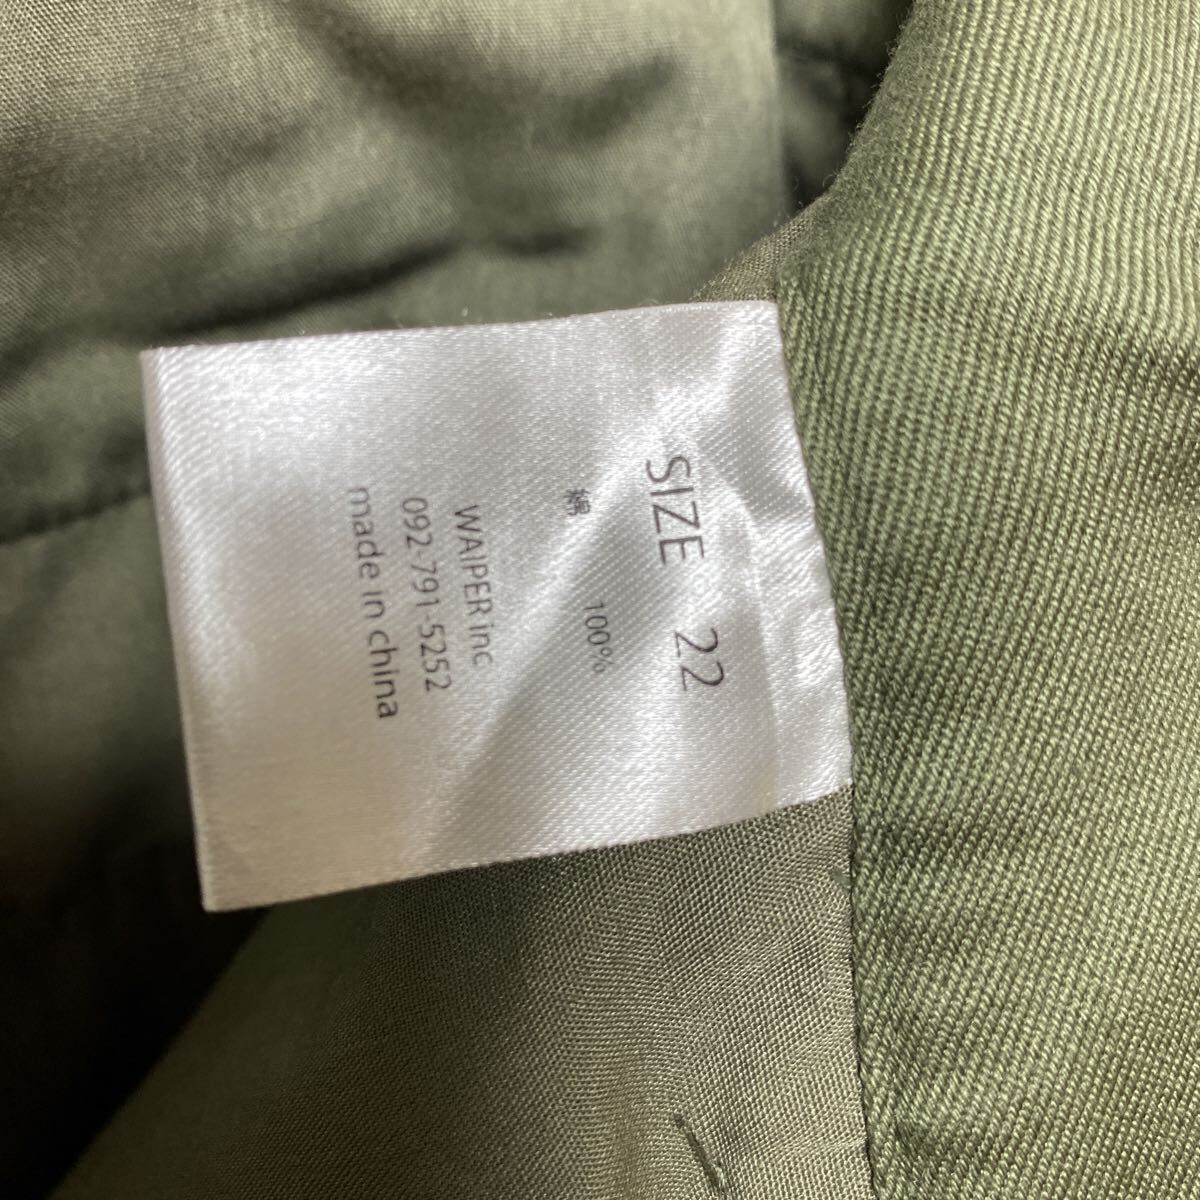 SIZE 22
綿 100%
WAIPER inc
092-791-5252
made in china